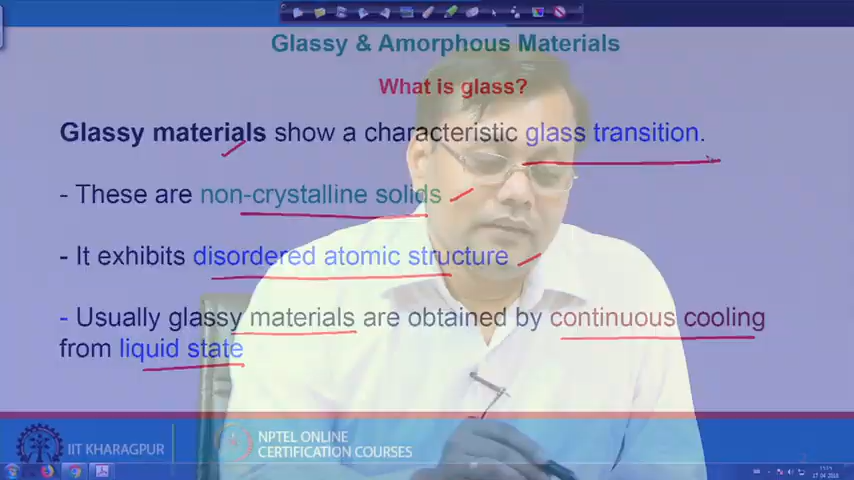 Glassy & Amorphous Materials
What is glass?
Glassy materials show a characteristic glass transition.
- These are non-crystalline solids
- It exhibits disordered atomic structure
- Usually glassy materials are obtained by continuous cooling
from liquid state
IIT KHARAGPUR
NPTEL ONLINE
CERTIFICATION COURSES